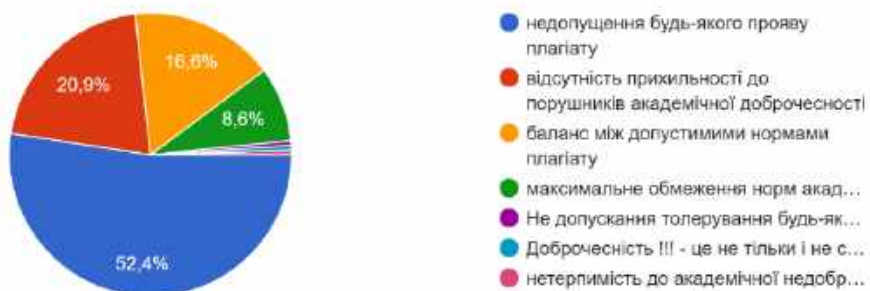 20,9%
16,6%
8,6%
52,4%
недопущення будь-якого прояву
плагіату
відсутність прихильності до
порушників академічної доброчесності
баланс між допустимими нормами
плагіату
максимальне обмеження норм акад...
Не допускання толерування будь-як...
Доброчесність !!! - це не тільки і не с...
нетерпимість до академічної недобр...